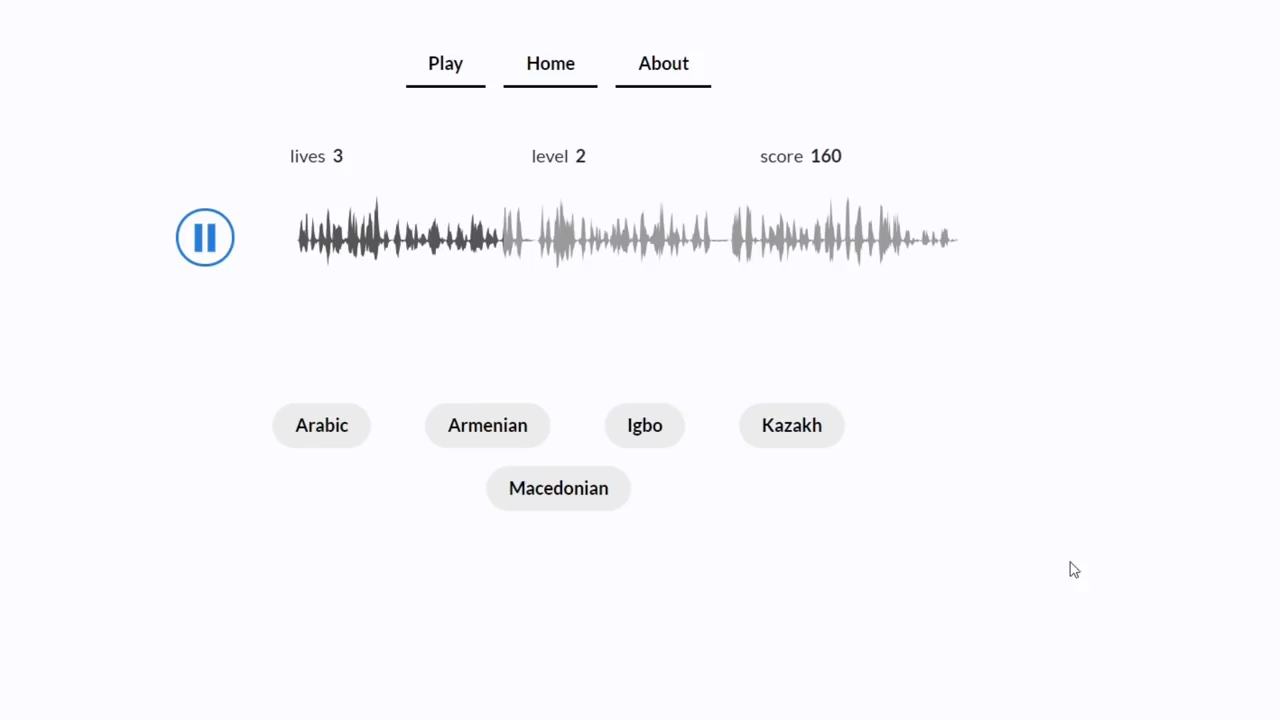 Play Home About
lives 3 level 2 score 160
Arabic Armenian Igbo Kazakh
Macedonian